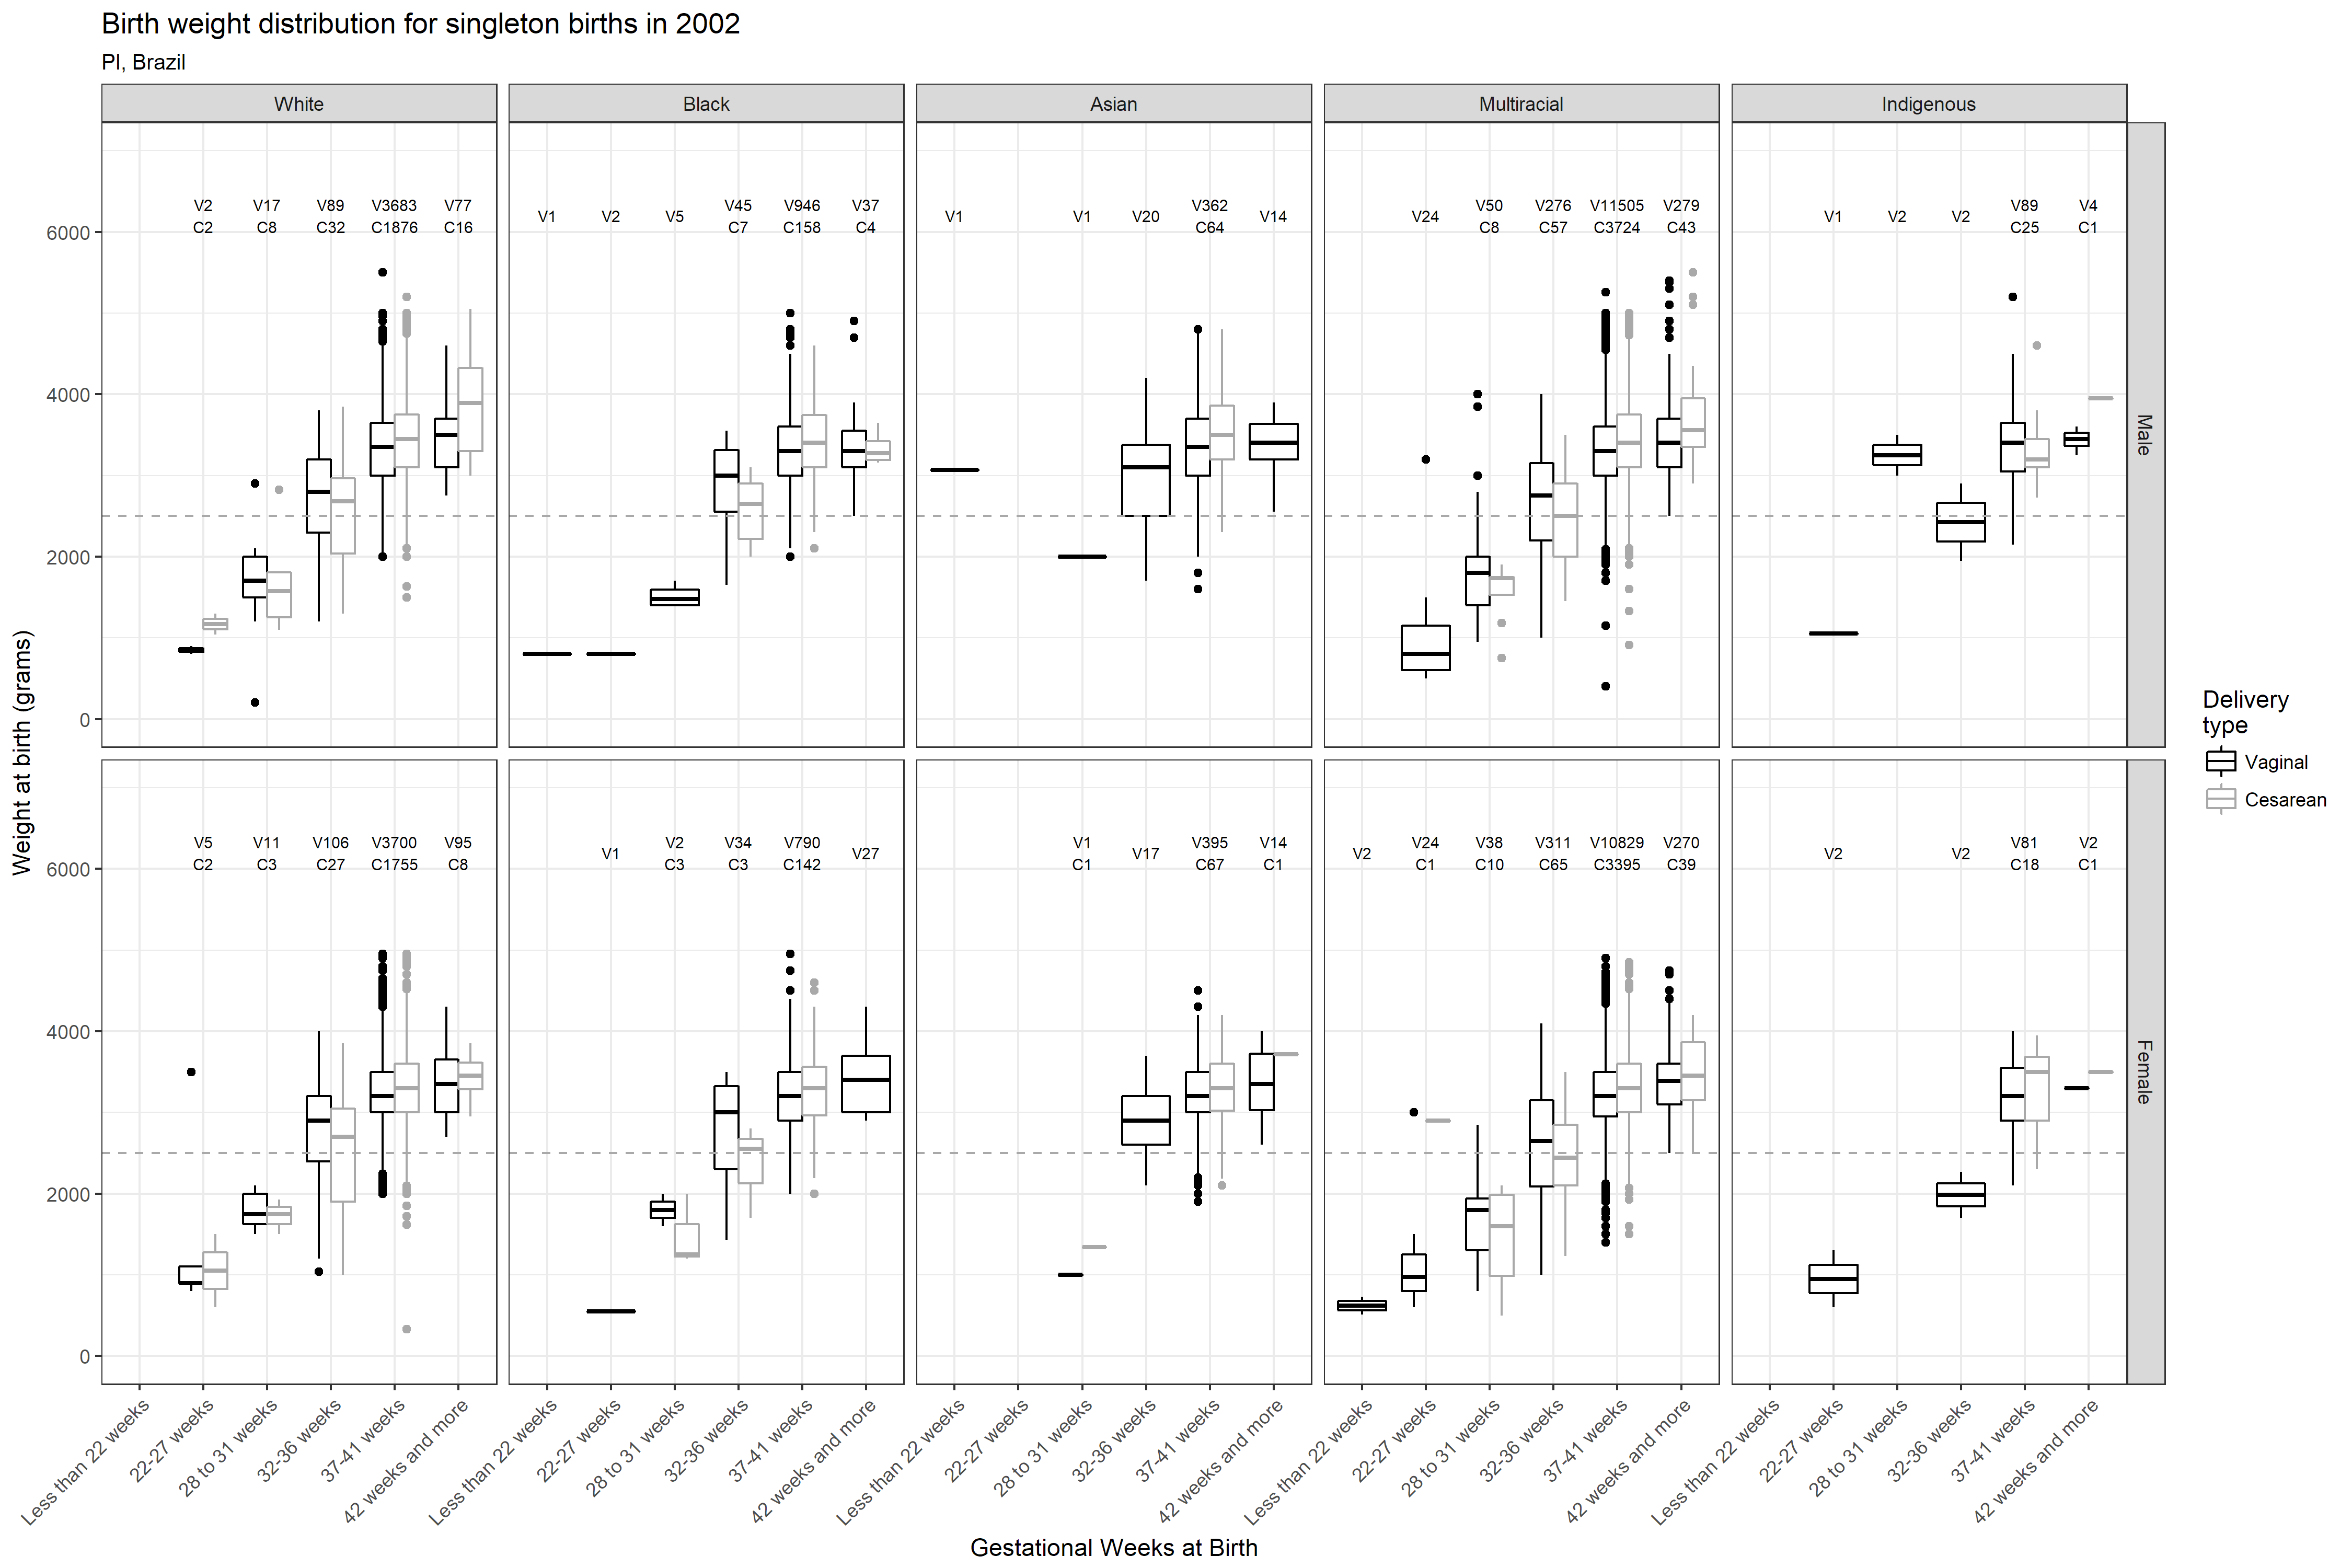 Birth weight distribution for singleton births in 2002
PI, Brazil
White Black Asian Multiracial Indigenous
V2 V17 V89 V3683 V77
C2 C8 C32 C1876 C16
V1 V2 V5 V45 V946 V37
C7 C158 C4
V1 V1 V20 V362 V14
C64
V24 V50 V276 V11505 V279
C8 C57 C3724 C43
V1 V2 V2 V89 V4
C25 C1
6000
4000
2000
0
Male
V5 V11 V106 V3700 V95
C2 C3 C27 C1755 C8
V1 V2 V34 V790 V27
C3 C3 C142
V1 V17 V395 V14
C1 C67 C1
V2 V24 V38 V311 V10829 V270
C1 C10 C65 C3395 C39
V2 V2 V81 V2
C18 C1
6000
4000
2000
0
Female
Weight at birth (grams)
Less than 22 weeks
22-27 weeks
28 to 31 weeks
32-36 weeks
37-41 weeks
42 weeks and more
Less than 22 weeks
22-27 weeks
28 to 31 weeks
32-36 weeks
37-41 weeks
42 weeks and more
Less than 22 weeks
22-27 weeks
28 to 31 weeks
32-36 weeks
37-41 weeks
42 weeks and more
Less than 22 weeks
22-27 weeks
28 to 31 weeks
32-36 weeks
37-41 weeks
42 weeks and more
Less than 22 weeks
22-27 weeks
28 to 31 weeks
32-36 weeks
37-41 weeks
42 weeks and more
Gestational Weeks at Birth
Delivery
type
Vaginal
Cesarean